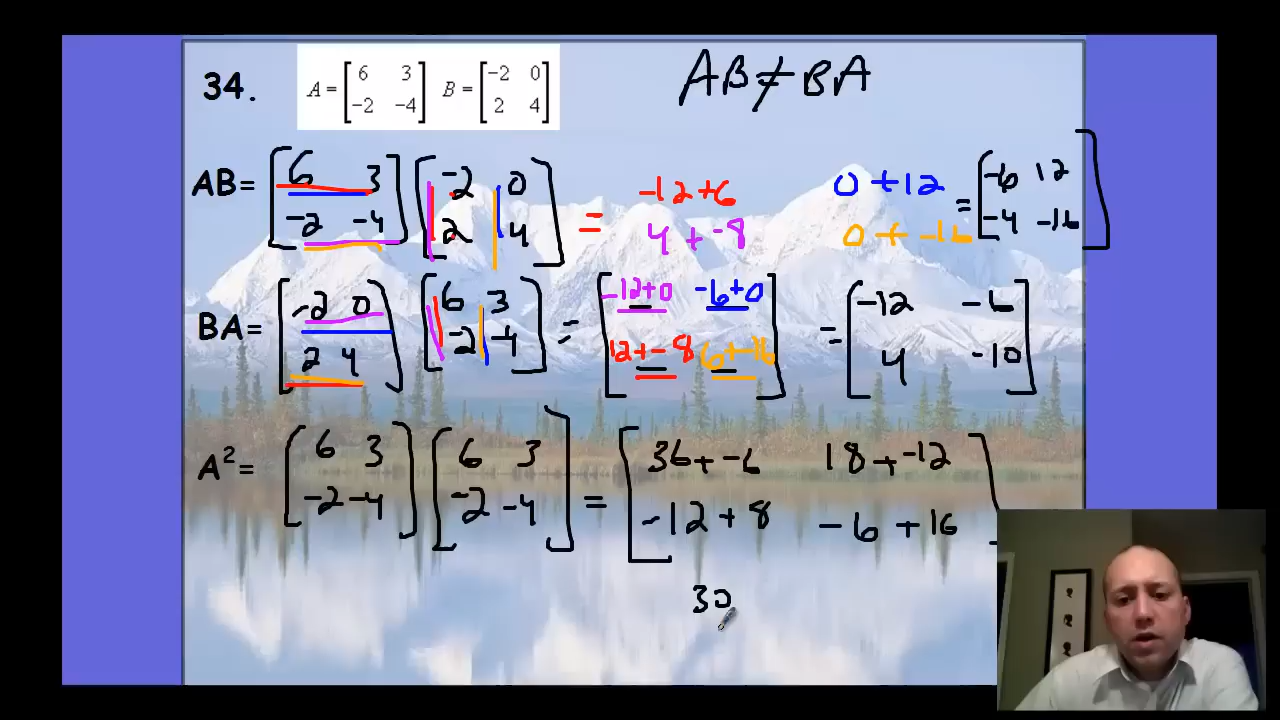 34. A = [6 3 -2 -4] B = [-2 0 2 4] AB≠BA
AB= [6 3] [-2 0] = -12+6 0+12 = [-6 12]
[-2 -4] [2 4] 4+-8 0+-16 [-4 -16]
BA= [-2 0] [6 3] = [-12+0 -6+0] = [-12 -6]
[2 4] [-2 -4] [12+-8 6+-16] [4 -10]
A²= [6 3] [6 3] = [36+-6 18+-12]
[-2 -4] [-2 -4] [-12+8 -6+16]
30